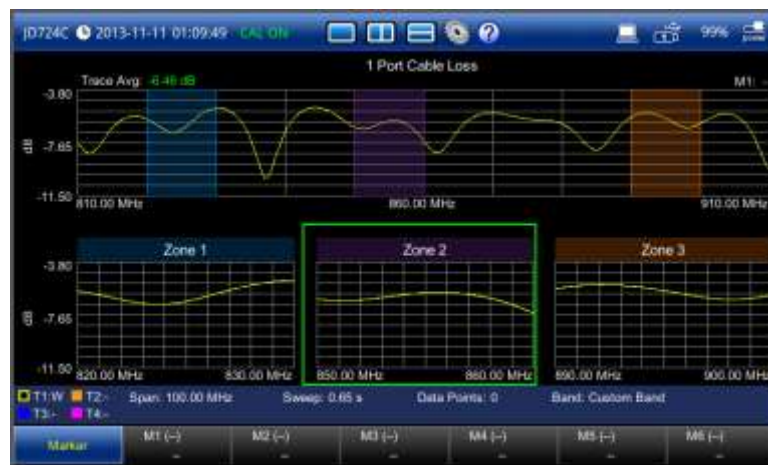 JD724C 2013-11-11 01:09:49 CAL ON 99%
1 Port Cable Loss
Trace Avg: -6.46 dB M1: -
-3.80
dB -7.65
-11.50
810.00 MHz 860.00 MHz 910.00 MHz
Zone 1 Zone 2 Zone 3
-3.80
dB -7.65
-11.50
820.00 MHz 830.00 MHz 850.00 MHz 860.00 MHz 890.00 MHz 900.00 MHz
T1:W T2:- Span: 100.00 MHz Sweep: 0.65 s Data Points: 0 Band: Custom Band
T3:- T4:-
Marker M1 (--) M2 (--) M3 (--) M4 (--) M5 (--) M6 (--)
-- -- -- -- -- --